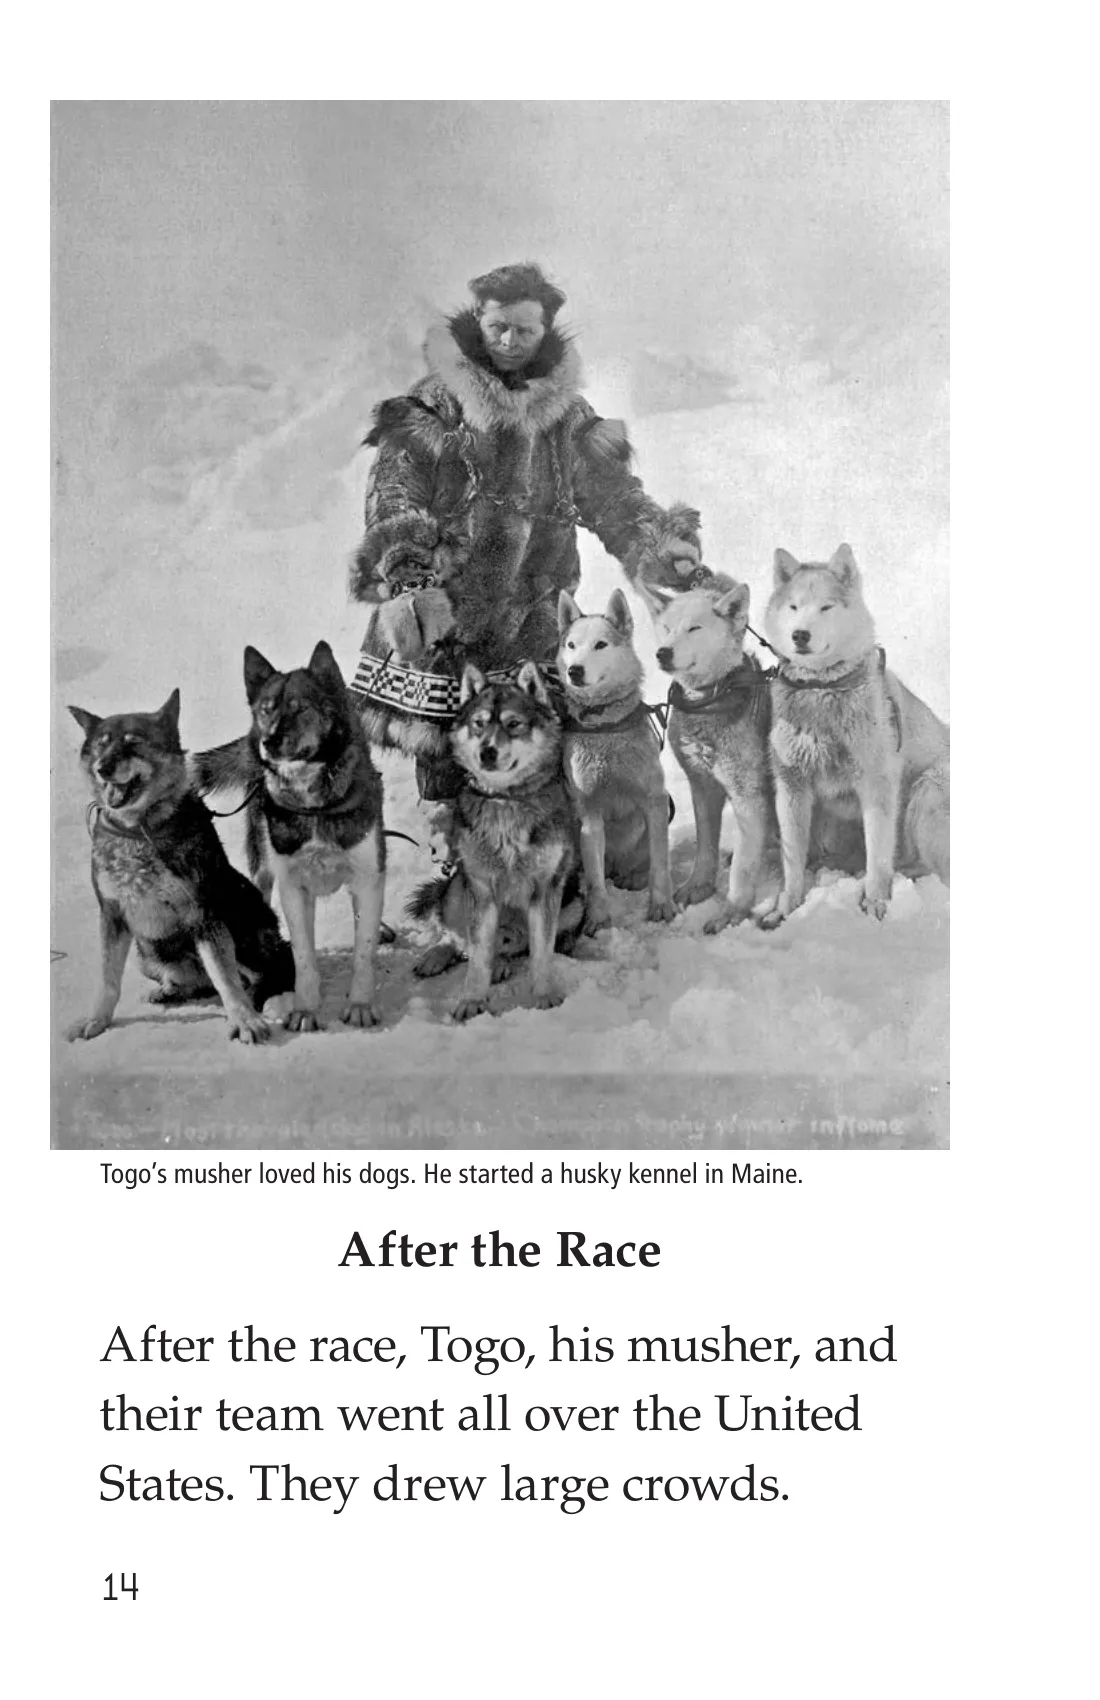 Togo's musher loved his dogs. He started a husky kennel in Maine.
After the Race
After the race, Togo, his musher, and
their team went all over the United
States. They drew large crowds.
14